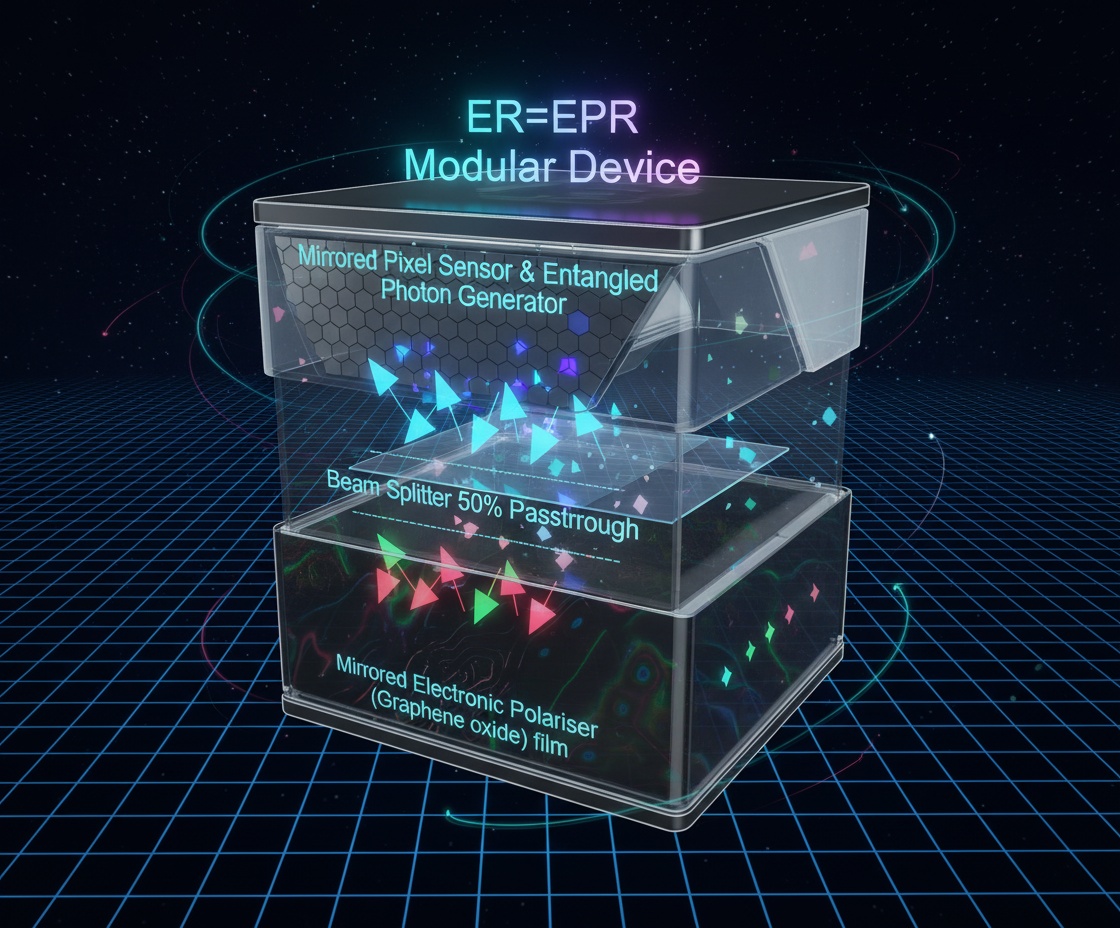 ER=EPR
Modular Device
Mirrored Pixel Sensor & Entangled
Photon Generator
Beam Splitter 50% Passtrrough
Mirrored Electronic Polariser
(Graphene oxide) film